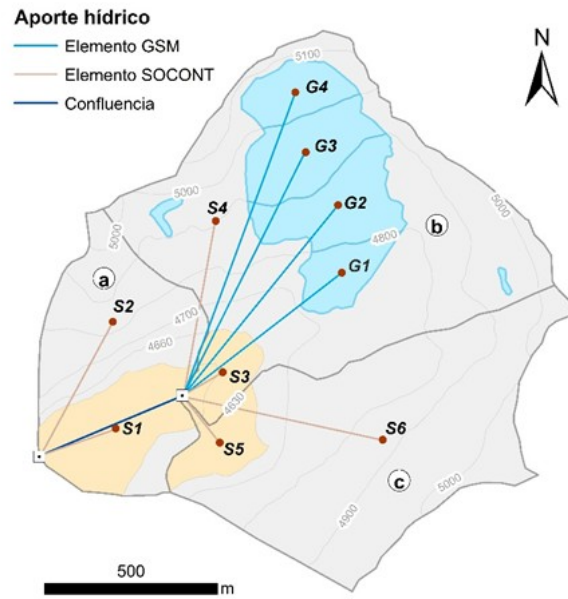 Aporte hídrico
Elemento GSM
Elemento SOCONT
Confluencia
N
5100
G4
G3
5000
S4
G2
5000
b
4800
5000
a
G1
S2
4700
4660
S3
4630
S1
S5
S6
c
5000
4900
500
m